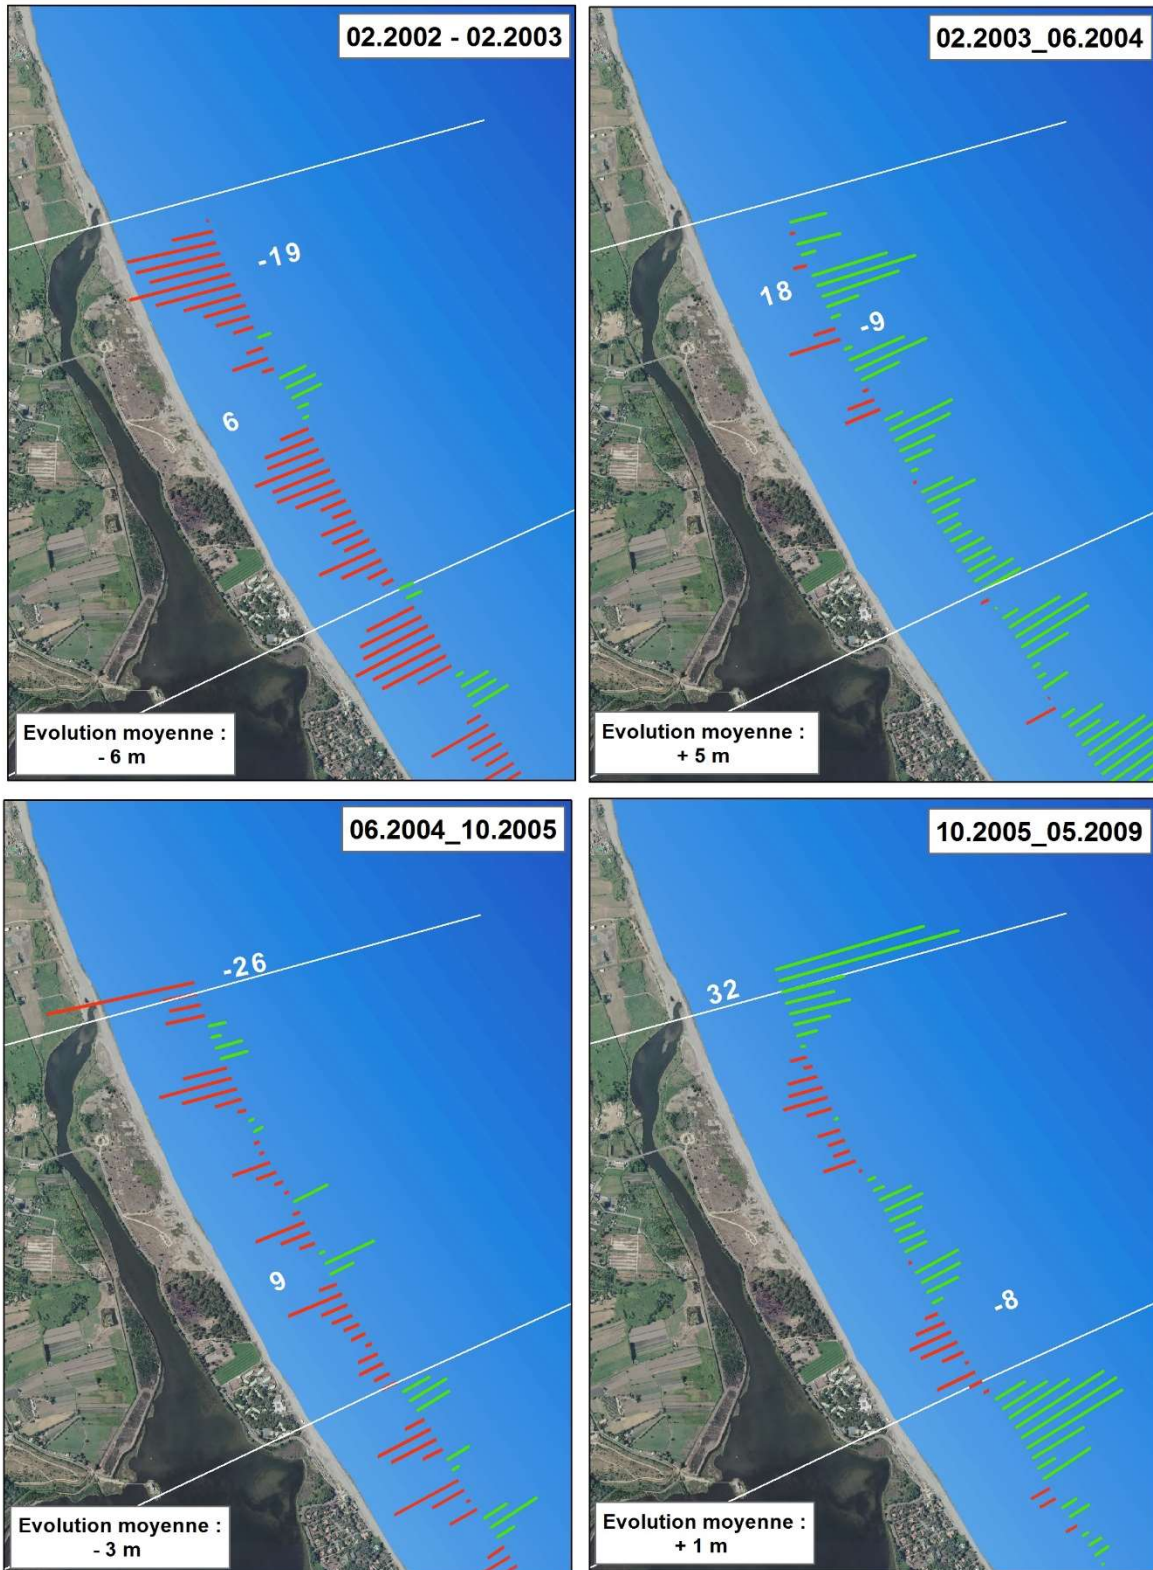 02.2002 - 02.2003
-19
6
Evolution moyenne :
- 6 m
02.2003_06.2004
18
-9
Evolution moyenne :
+ 5 m
06.2004_10.2005
-26
9
Evolution moyenne :
- 3 m
10.2005_05.2009
32
-8
Evolution moyenne :
+ 1 m